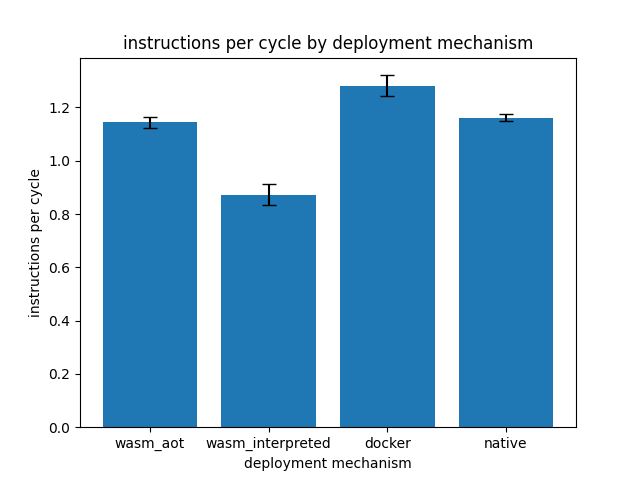 instructions per cycle by deployment mechanism
instructions per cycle
1.2
1.0
0.8
0.6
0.4
0.2
0.0
wasm_aot wasm_interpreted docker native
deployment mechanism